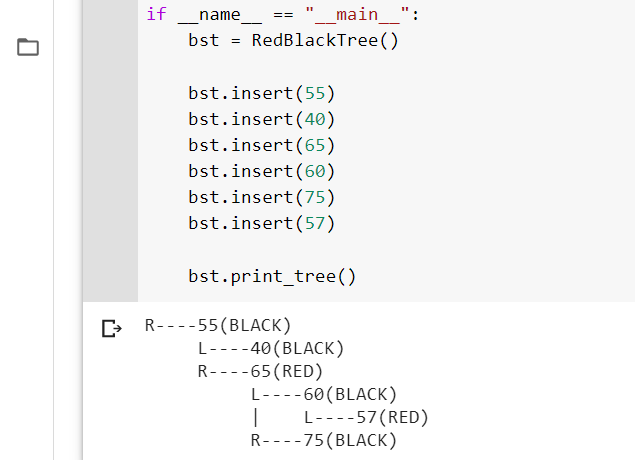 if __name__ == "__main__":
    bst = RedBlackTree()

    bst.insert(55)
    bst.insert(40)
    bst.insert(65)
    bst.insert(60)
    bst.insert(75)
    bst.insert(57)

    bst.print_tree()
R----55(BLACK)
     L----40(BLACK)
     R----65(RED)
          L----60(BLACK)
          |    L----57(RED)
          R----75(BLACK)